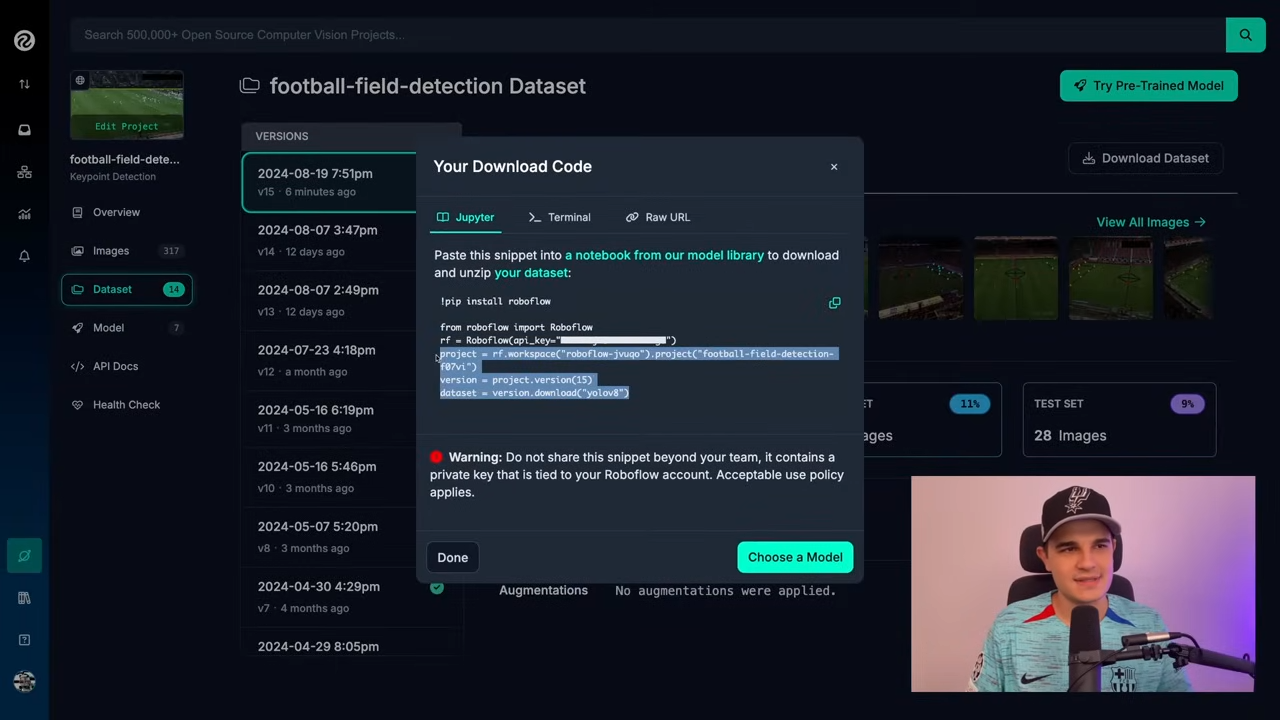 Search 500,000+ Open Source Computer Vision Projects...
Edit Project
football-field-dete...
Keypoint Detection
Overview
Images 317
Dataset 14
Model 7
API Docs
Health Check
football-field-detection Dataset
Try Pre-Trained Model
VERSIONS
2024-08-19 7:51pm
v15 · 6 minutes ago
2024-08-07 3:47pm
v14 · 12 days ago
2024-08-07 2:49pm
v13 · 12 days ago
2024-07-23 4:18pm
v12 · a month ago
2024-05-16 6:19pm
v11 · 3 months ago
2024-05-16 5:46pm
v10 · 3 months ago
2024-05-07 5:20pm
v8 · 3 months ago
2024-04-30 4:29pm
v7 · 4 months ago
2024-04-29 8:05pm
Download Dataset
View All Images →
Your Download Code
×
Jupyter Terminal Raw URL
Paste this snippet into a notebook from our model library to download
and unzip your dataset:
!pip install roboflow
from roboflow import Roboflow
rf = Roboflow(api_key="")
project = rf.workspace("roboflow-jvuqo").project("football-field-detection-
f07vi")
version = project.version(15)
dataset = version.download("yolov8")
Warning: Do not share this snippet beyond your team, it contains a
private key that is tied to your Roboflow account. Acceptable use policy
applies.
Done
Choose a Model
ET 11%
ages
TEST SET 9%
28 Images
Augmentations No augmentations were applied.